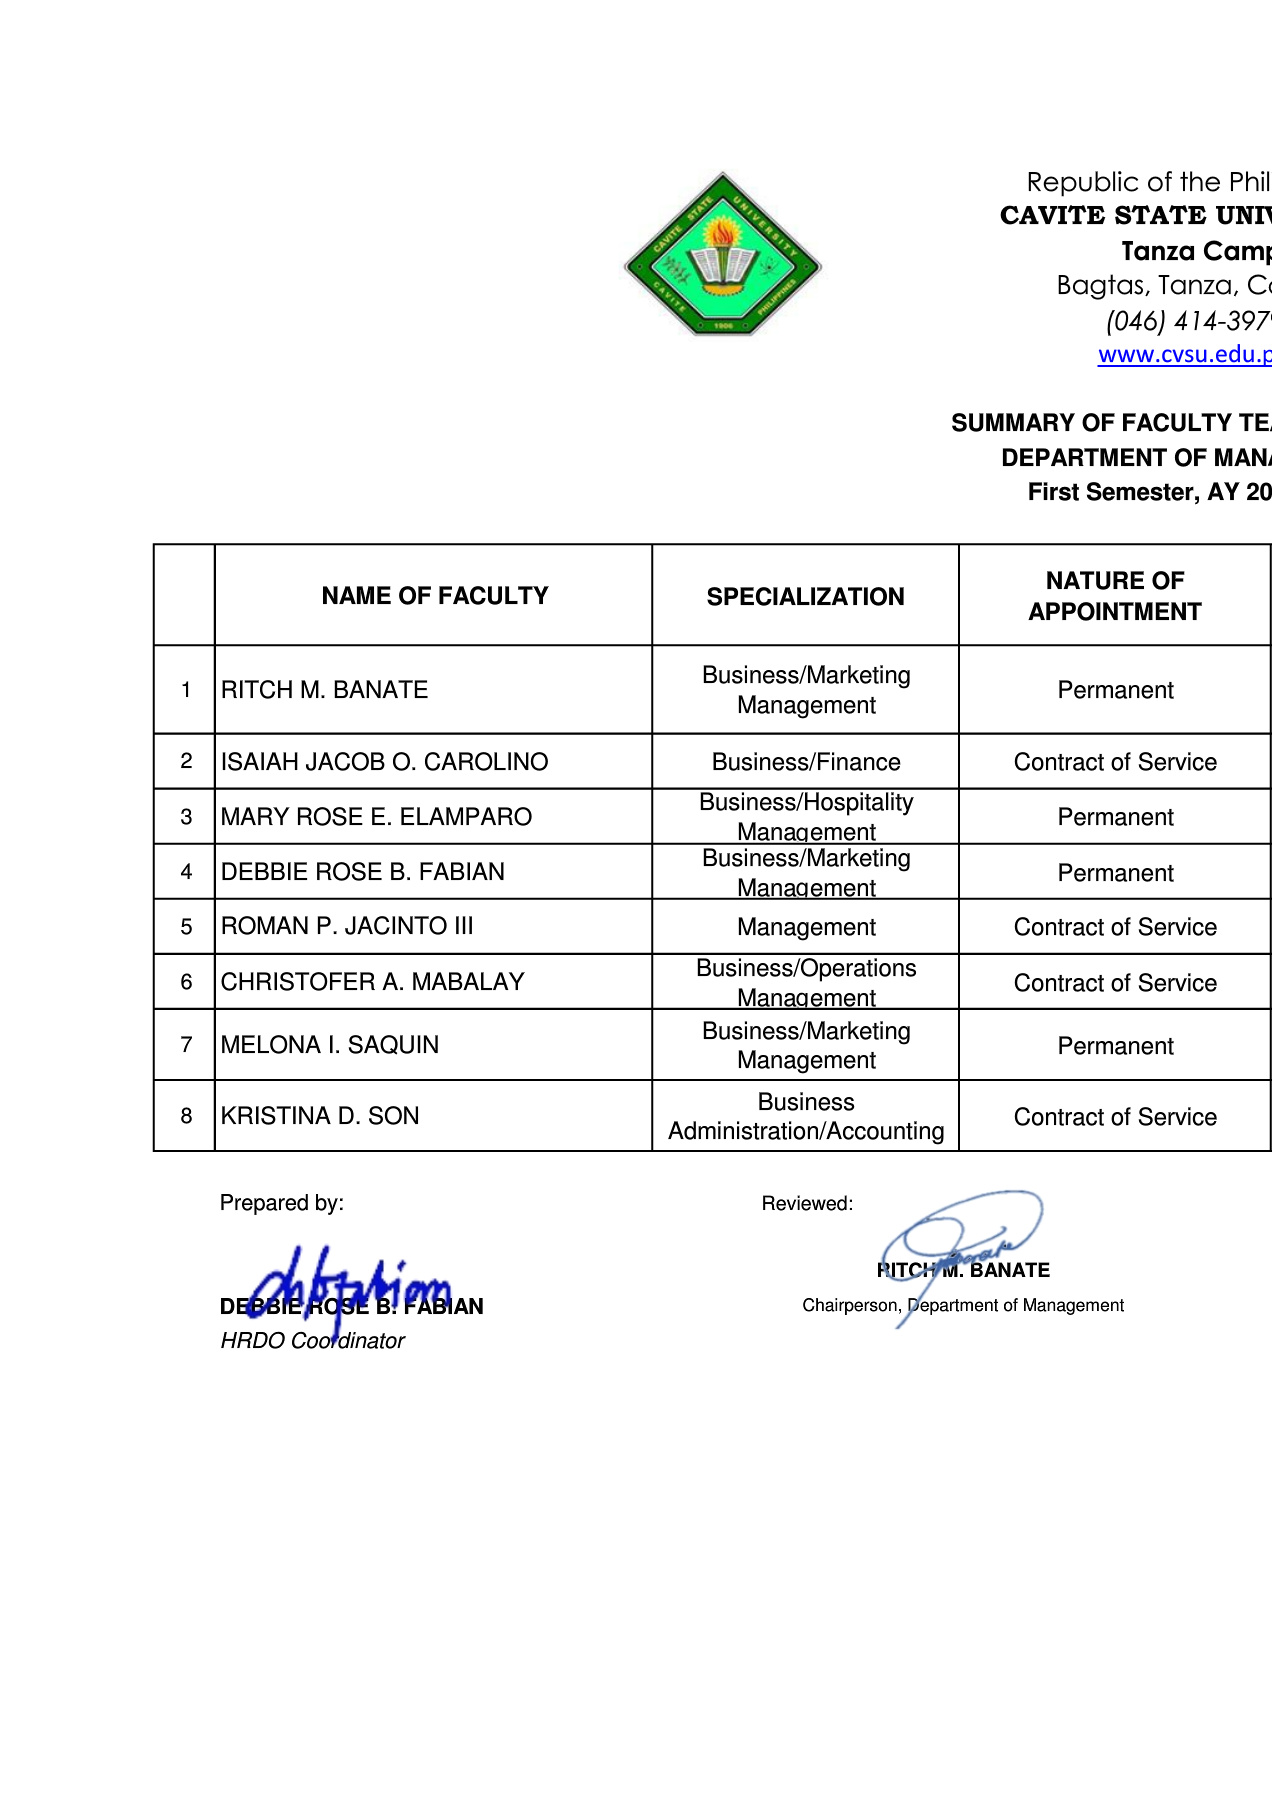 CAVITE STATE UNIVERSITY
CAVITE
PHILIPPINES
1906
Republic of the Phil
CAVITE STATE UNIV
Tanza Camp
Bagtas, Tanza, Ca
(046) 414-3979
www.cvsu.edu.p
SUMMARY OF FACULTY TEA
DEPARTMENT OF MANA
First Semester, AY 20
NAME OF FACULTY
SPECIALIZATION
NATURE OF
APPOINTMENT
1 RITCH M. BANATE
Business/Marketing
Management
Permanent
2 ISAIAH JACOB O. CAROLINO
Business/Finance
Contract of Service
3 MARY ROSE E. ELAMPARO
Business/Hospitality
Management
Permanent
4 DEBBIE ROSE B. FABIAN
Business/Marketing
Management
Permanent
5 ROMAN P. JACINTO III
Management
Contract of Service
6 CHRISTOFER A. MABALAY
Business/Operations
Management
Contract of Service
7 MELONA I. SAQUIN
Business/Marketing
Management
Permanent
8 KRISTINA D. SON
Business
Administration/Accounting
Contract of Service
Prepared by:
DEBBIE ROSE B. FABIAN
HRDO Coordinator
Reviewed:
RITCH M. BANATE
Chairperson, Department of Management